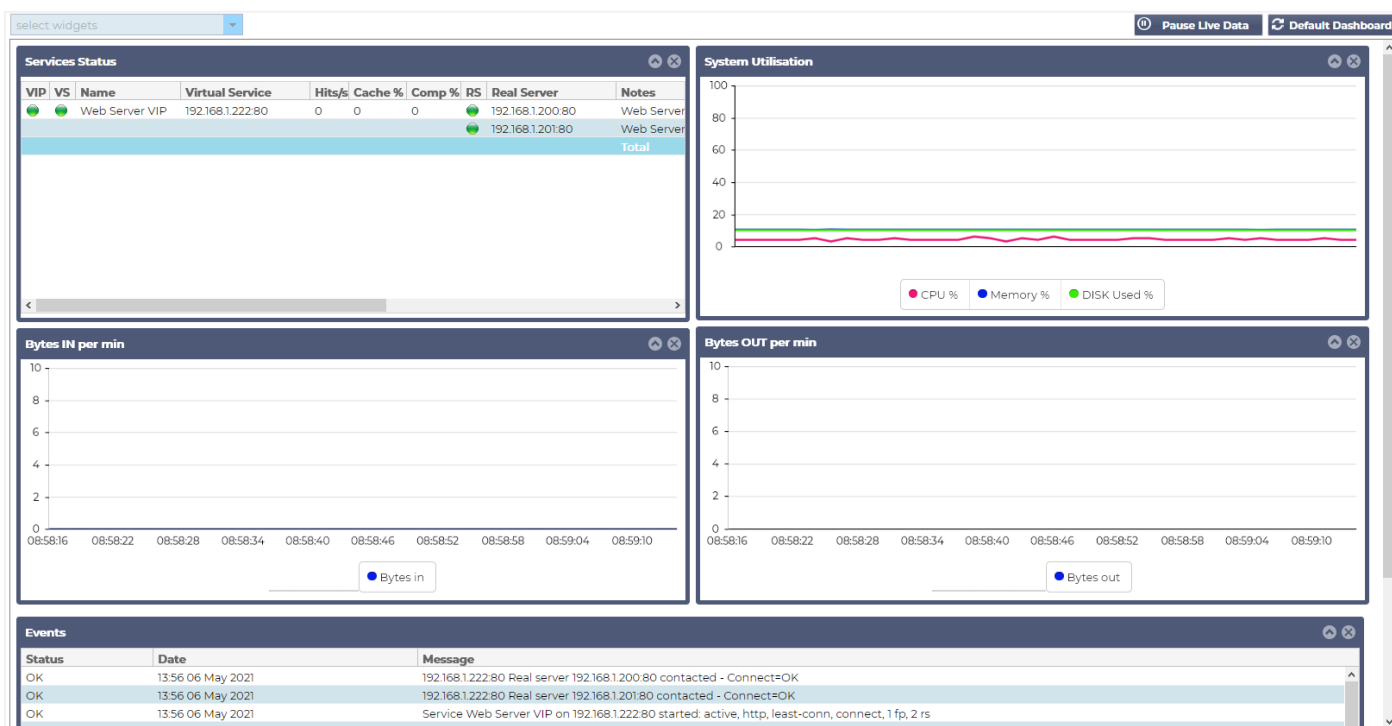 select widgets
Pause Live Data
Default Dashboard
Services Status
VIP VS Name Virtual Service Hits/s Cache % Comp % RS Real Server Notes
Web Server VIP 192.168.1.222:80 0 0 0 192.168.1.200:80 Web Server
192.168.1.201:80 Web Server
Total
System Utilisation
100
80
60
40
20
0
CPU % Memory % DISK Used %
Bytes IN per min
10
8
6
4
2
0
08:58:16 08:58:22 08:58:28 08:58:34 08:58:40 08:58:46 08:58:52 08:58:58 08:59:04 08:59:10
Bytes in
Bytes OUT per min
10
8
6
4
2
0
08:58:16 08:58:22 08:58:28 08:58:34 08:58:40 08:58:46 08:58:52 08:58:58 08:59:04 08:59:10
Bytes out
Events
Status Date Message
OK 13:56 06 May 2021 192.168.1.222:80 Real server 192.168.1.200:80 contacted - Connect=OK
OK 13:56 06 May 2021 192.168.1.222:80 Real server 192.168.1.201:80 contacted - Connect=OK
OK 13:56 06 May 2021 Service Web Server VIP on 192.168.1.222:80 started: active, http, least-conn, connect, 1 fp, 2 rs